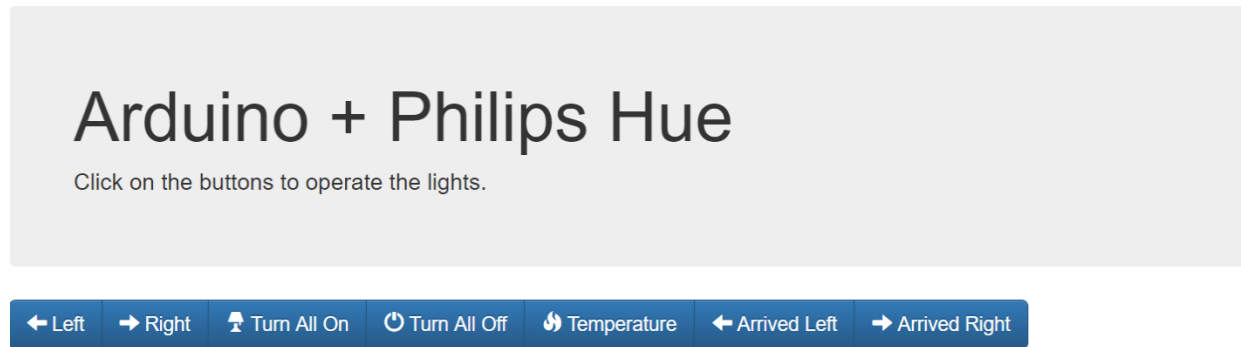 Arduino + Philips Hue
Click on the buttons to operate the lights.
Left Right Turn All On Turn All Off Temperature Arrived Left Arrived Right